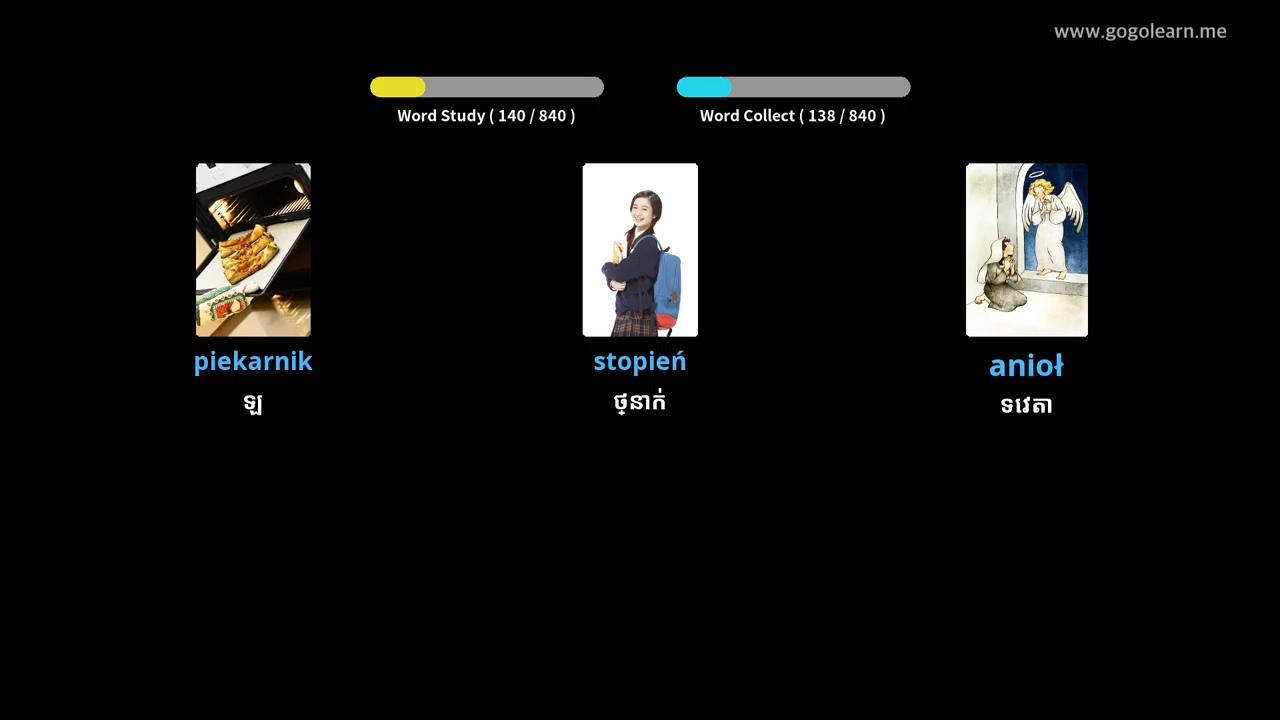 www.gogolearn.me
Word Study ( 140 / 840 )
Word Collect ( 138 / 840 )
piekarnik
stopień
anioł
ឡ
ថ្នាក់
ទវេតា